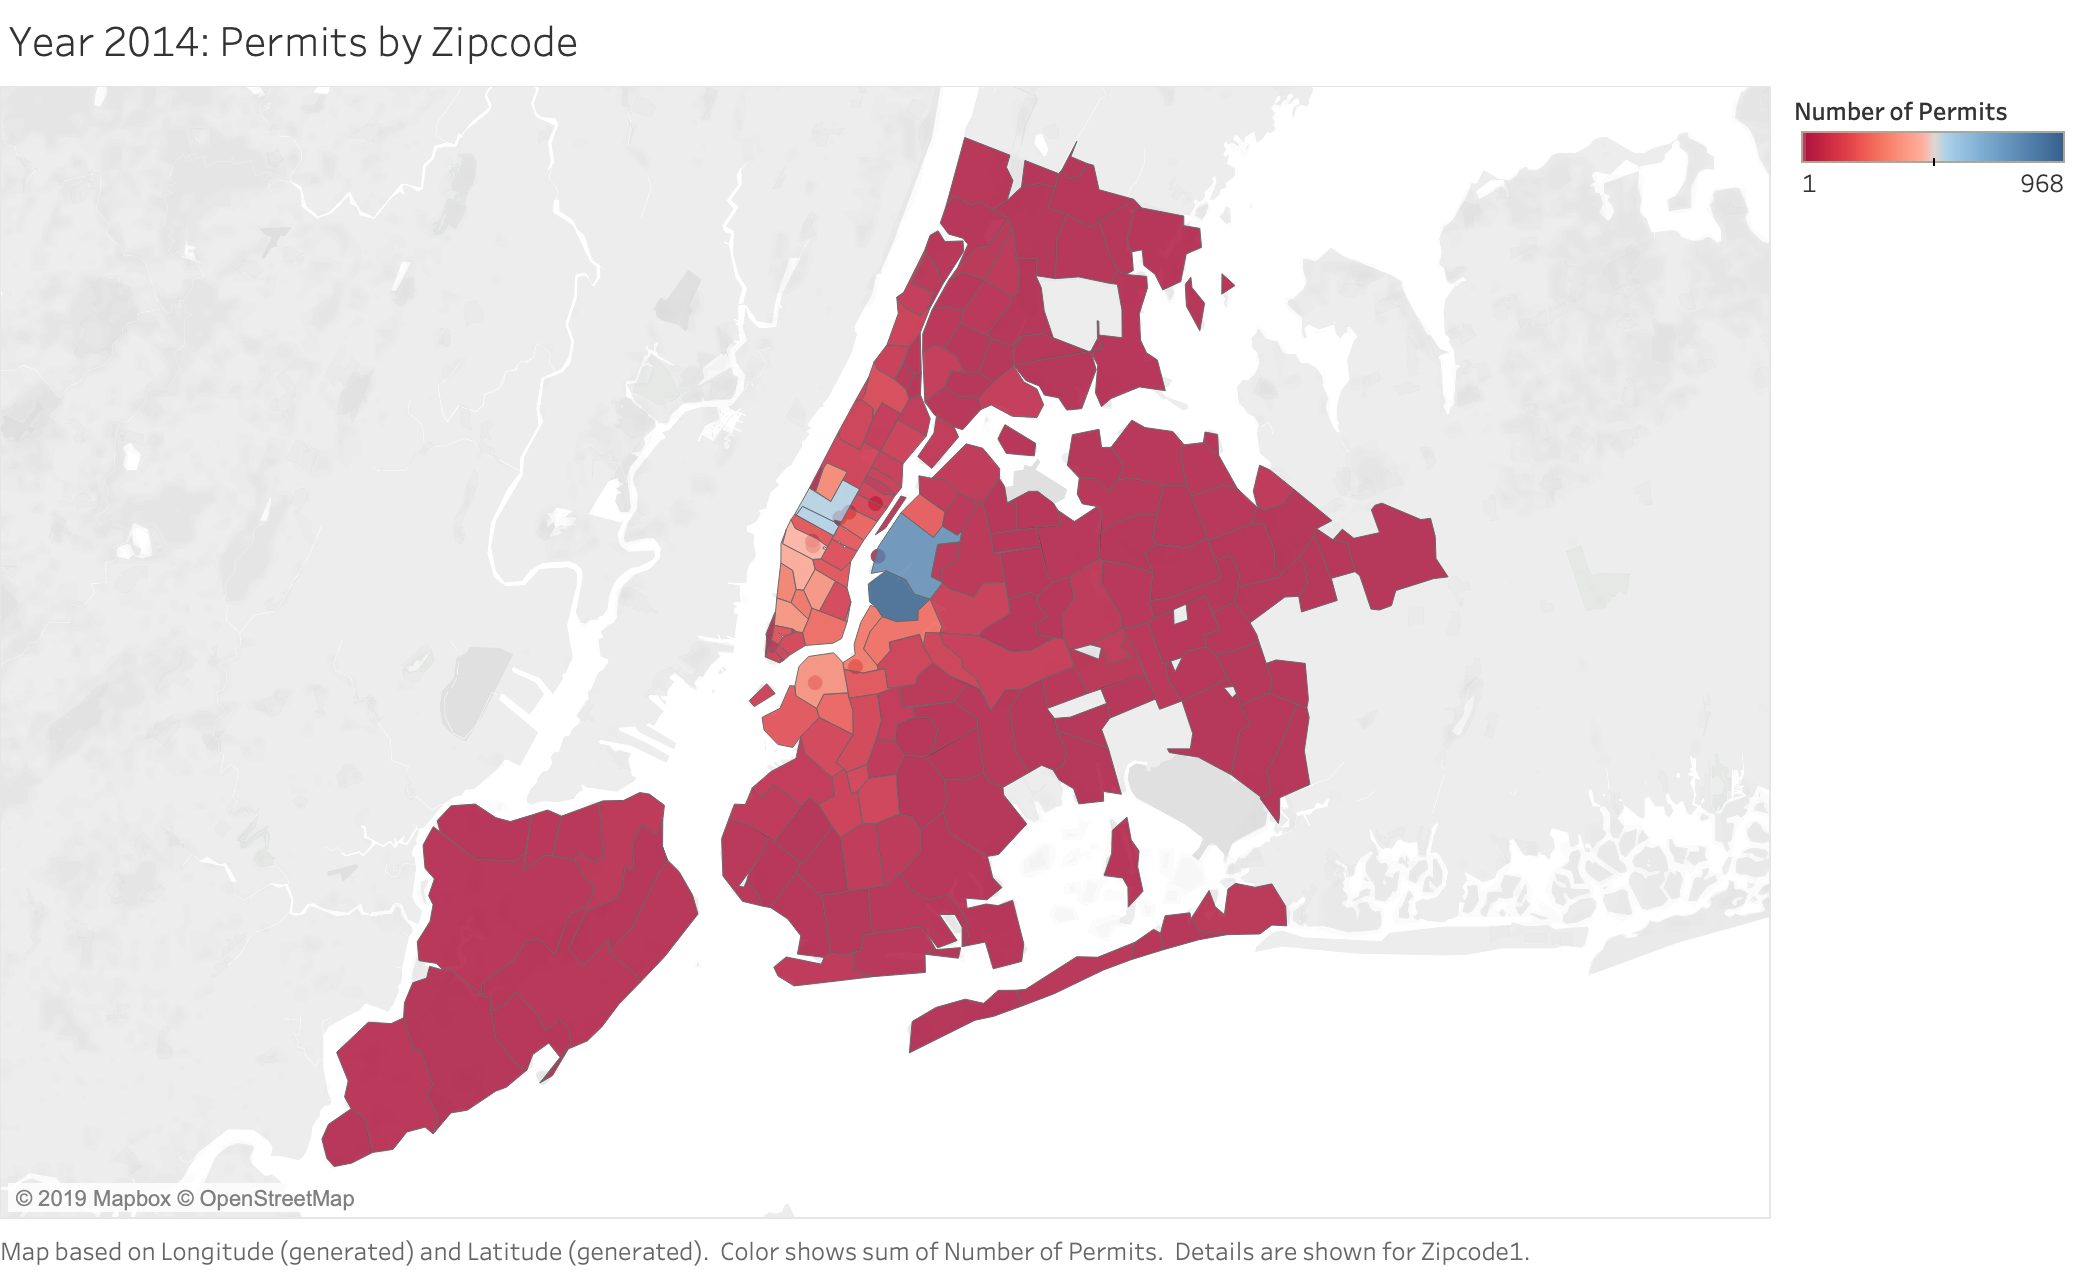 Year 2014: Permits by Zipcode
Number of Permits
1 968
© 2019 Mapbox © OpenStreetMap
Map based on Longitude (generated) and Latitude (generated).  Color shows sum of Number of Permits.  Details are shown for Zipcode1.